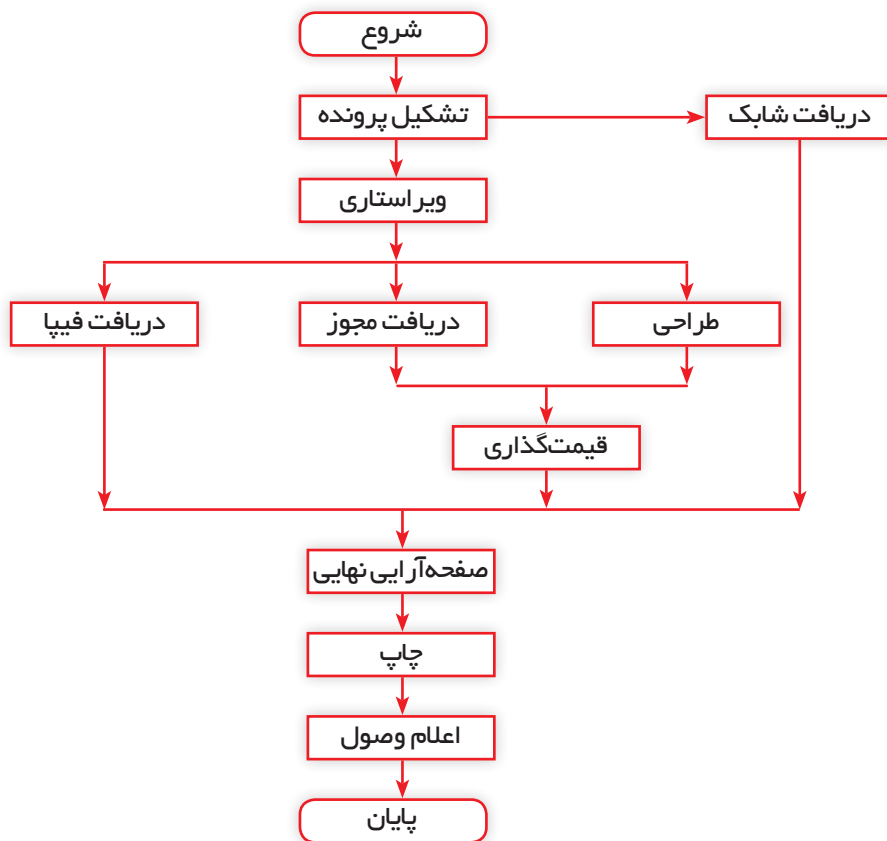 شروع
تشکیل پرونده
دریافت شابک
ویراستاری
طراحی
دریافت مجوز
دریافت فیپا
قیمت‌گذاری
صفحه‌آرایی نهایی
چاپ
اعلام وصول
پایان